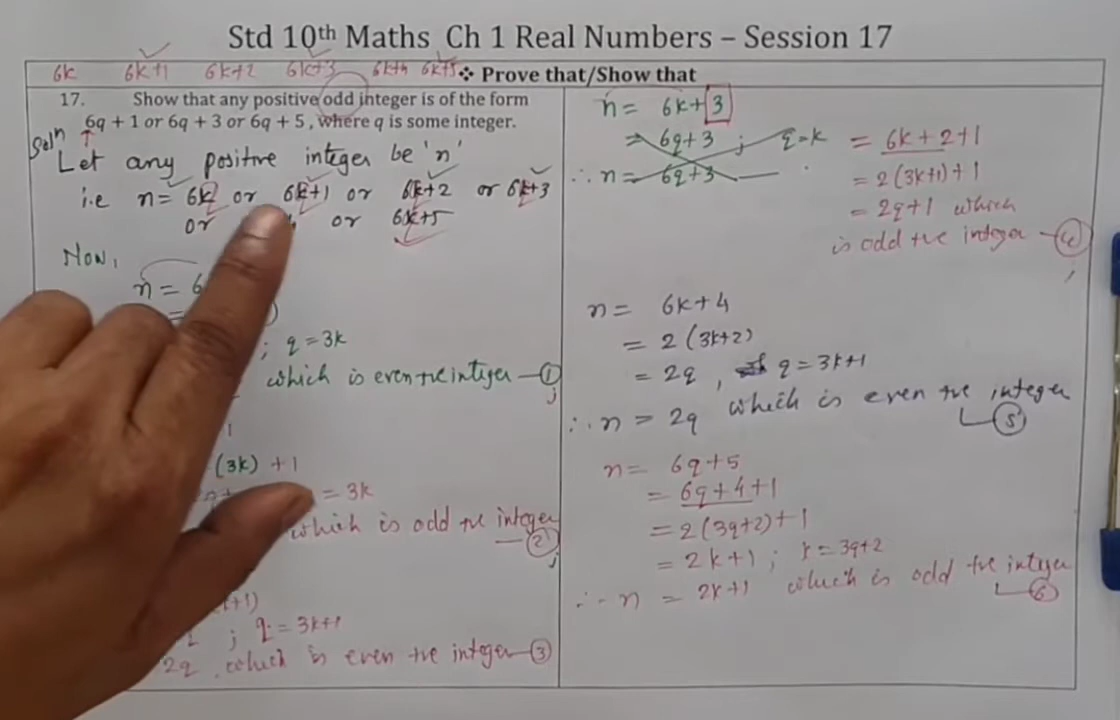 Std 10th Maths Ch 1 Real Numbers – Session 17
6k 6k+1 6k+2 6k+3 6k+4 6k+5 ❖ Prove that/Show that
17. Show that any positive odd integer is of the form
6q + 1 or 6q + 3 or 6q + 5 , where q is some integer.
Soln
Let any positive integer be 'n'
i.e n = 6k or 6k+1 or 6k+2 or 6k+3
or or 6k+5
Now,
n = 6
=
; q = 3k
which is even +ve integer — ①
(3k) + 1
= 3k
which is odd +ve integer
— ②
; q = 3k+1
2q which is even +ve integer — ③
n = 6k+3
= 6q+3 ; q=k
∴ n = 6q+3
= 6k+2+1
= 2(3k+1)+1
= 2q+1 which
is odd +ve integer — ④
n = 6k+4
= 2(3k+2)
= 2q , q = 3k+1
∴ n = 2q which is even +ve integer
⑤
n = 6q+5
= 6q+4+1
= 2(3q+2)+1
= 2k+1 ; k = 3q+2
∴ n = 2k+1 which is odd +ve integer
⑥